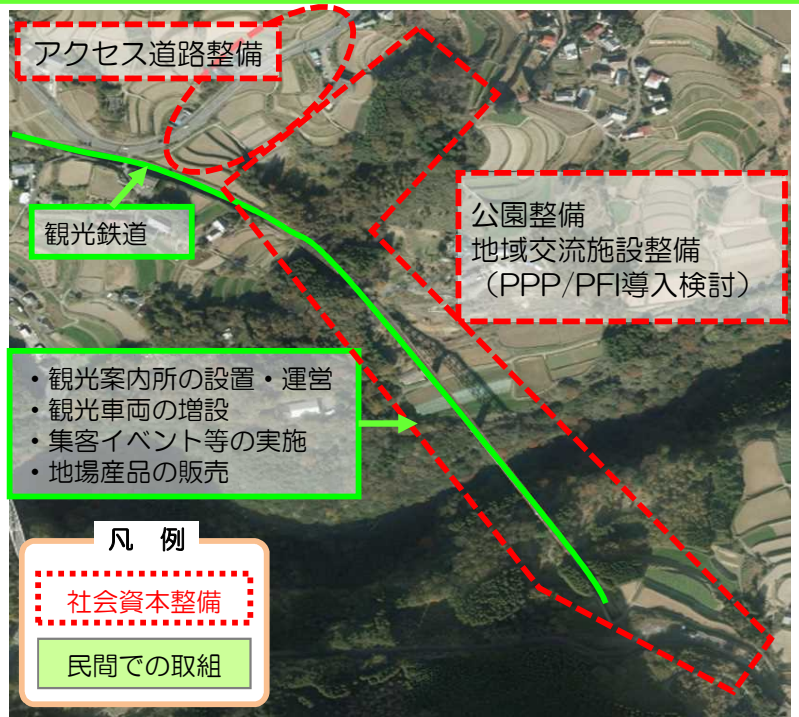 アクセス道路整備
観光鉄道
公園整備
地域交流施設整備
（PPP/PFI導入検討）
・観光案内所の設置・運営
・観光車両の増設
・集客イベント等の実施
・地場産品の販売
凡　例
社会資本整備
民間での取組